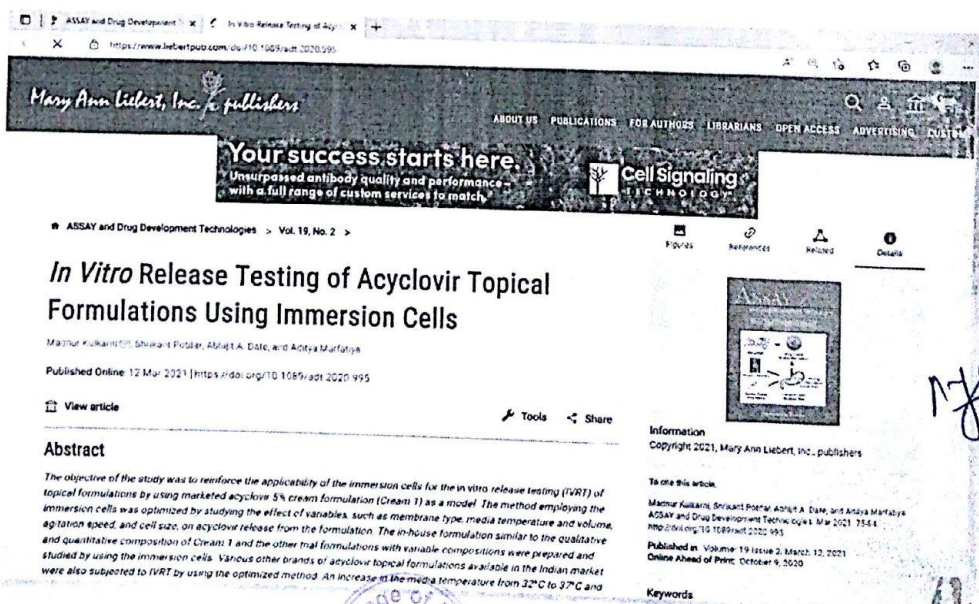 ASSAY and Drug Development
In Vitro Release Testing of Acyc
https://www.liebertpub.com/doi/10.1089/adt.2020.995
Mary Ann Liebert, Inc. publishers
ABOUT US PUBLICATIONS FOR AUTHORS LIBRARIANS OPEN ACCESS ADVERTISING CUSTOM
Your success starts here.
Unsurpassed antibody quality and performance–
with a full range of custom services to match.
Cell Signaling
TECHNOLOGY
ASSAY and Drug Development Technologies > Vol. 19, No. 2 >
Figures References Related Details
In Vitro Release Testing of Acyclovir Topical
Formulations Using Immersion Cells
Kulkarni, Shrikant Potdar, Abhijit A. Date, and Aditya Marfatiya
Published Online: 12 Mar 2021 | https://doi.org/10.1089/adt.2020.995
View article
Tools Share
Abstract
The objective of the study was to reinforce the applicability of the immersion cells for the in vitro release testing (IVRT) of
topical formulations by using marketed acyclovir 5% cream formulation (Cream 1) as a model. The method employing the
immersion cells was optimized by studying the effect of variables, such as membrane type, media temperature and volume,
agitation speed, and cell size, on acyclovir release from the formulation. The in-house formulation similar to the qualitative
and quantitative composition of Cream 1 and the other trial formulations with variable compositions were prepared and
studied by using the immersion cells. Various other brands of acyclovir topical formulations available in the Indian market
were also subjected to IVRT by using the optimized method. An increase in the media temperature from 32°C to 37°C and
ASSAY
Information
Copyright 2021, Mary Ann Liebert, Inc., publishers
To cite this article:
Kulkarni, Shrikant Potdar, Abhijit A. Date, and Aditya Marfatiya
ASSAY and Drug Development Technologies. Mar 2021. 75-84.
http://doi.org/10.1089/adt.2020.995
Published in Volume: 19 Issue 2: March 12, 2021
Online Ahead of Print: October 9, 2020
Keywords